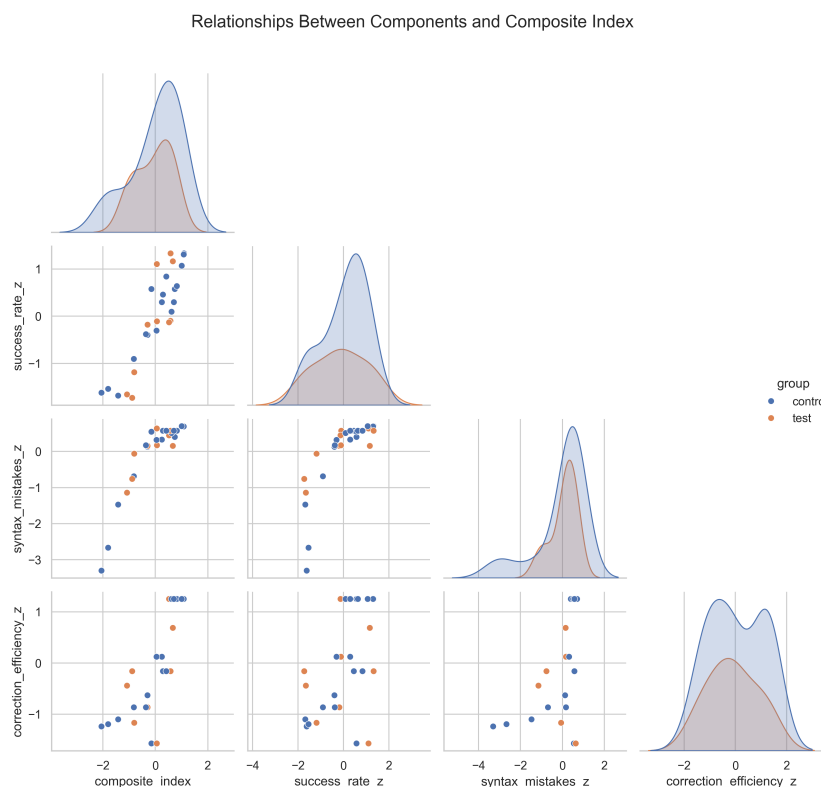 Relationships Between Components and Composite Index
success_rate_z
1
0
−1
group
contro
test
syntax_mistakes_z
0
−1
−2
−3
correction_efficiency_z
1
0
−1
−2 0 2
−4 −2 0 2
−4 −2 0 2
−2 0 2
composite_index
success_rate_z
syntax_mistakes_z
correction_efficiency_z